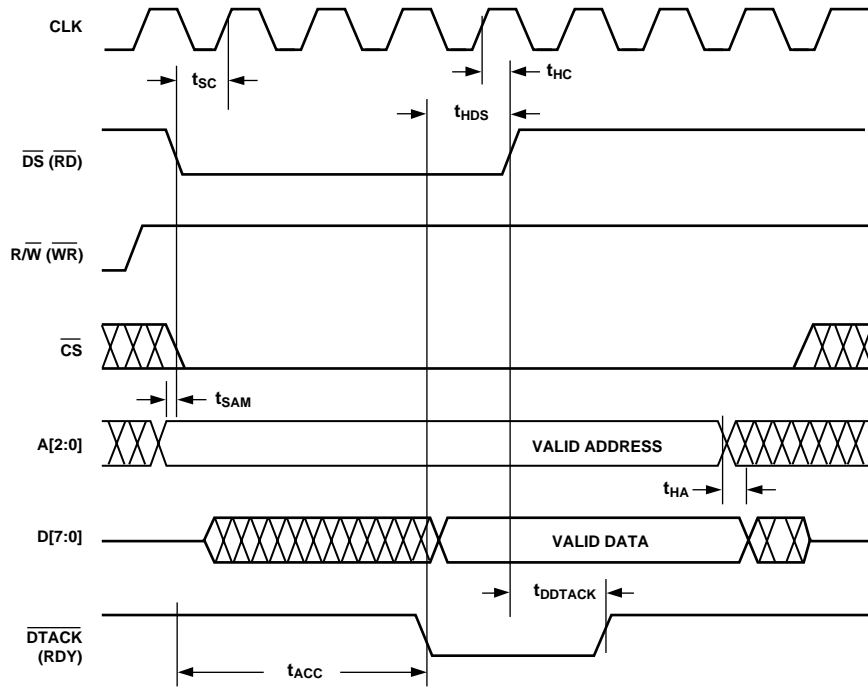 CLK
tSC
tHC
tHDS
DS (RD)
R/W (WR)
CS
tSAM
A[2:0]
VALID ADDRESS
tHA
D[7:0]
VALID DATA
tDDTACK
DTACK
(RDY)
tACC